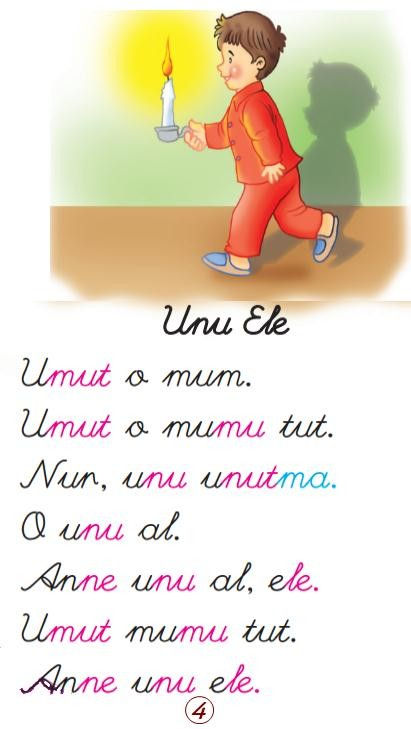 Unu Ele
Umut o mum.
Umut o mumu tut.
Nur, unu unutma.
O unu al.
Anne unu al, ele.
Umut mumu tut.
Anne unu ele.
4